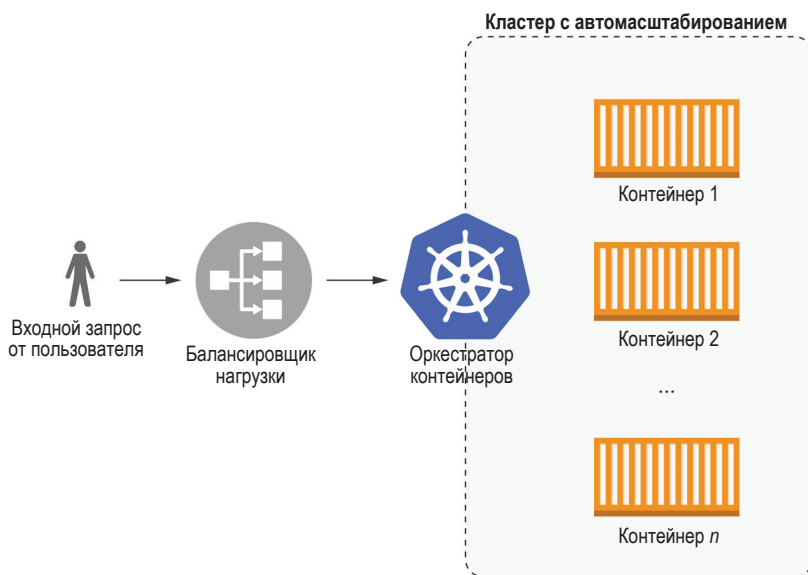 Кластер с автомасштабированием
Контейнер 1
Входной запрос
от пользователя
Балансировщик
нагрузки
Оркестратор
контейнеров
Контейнер 2
...
Контейнер n